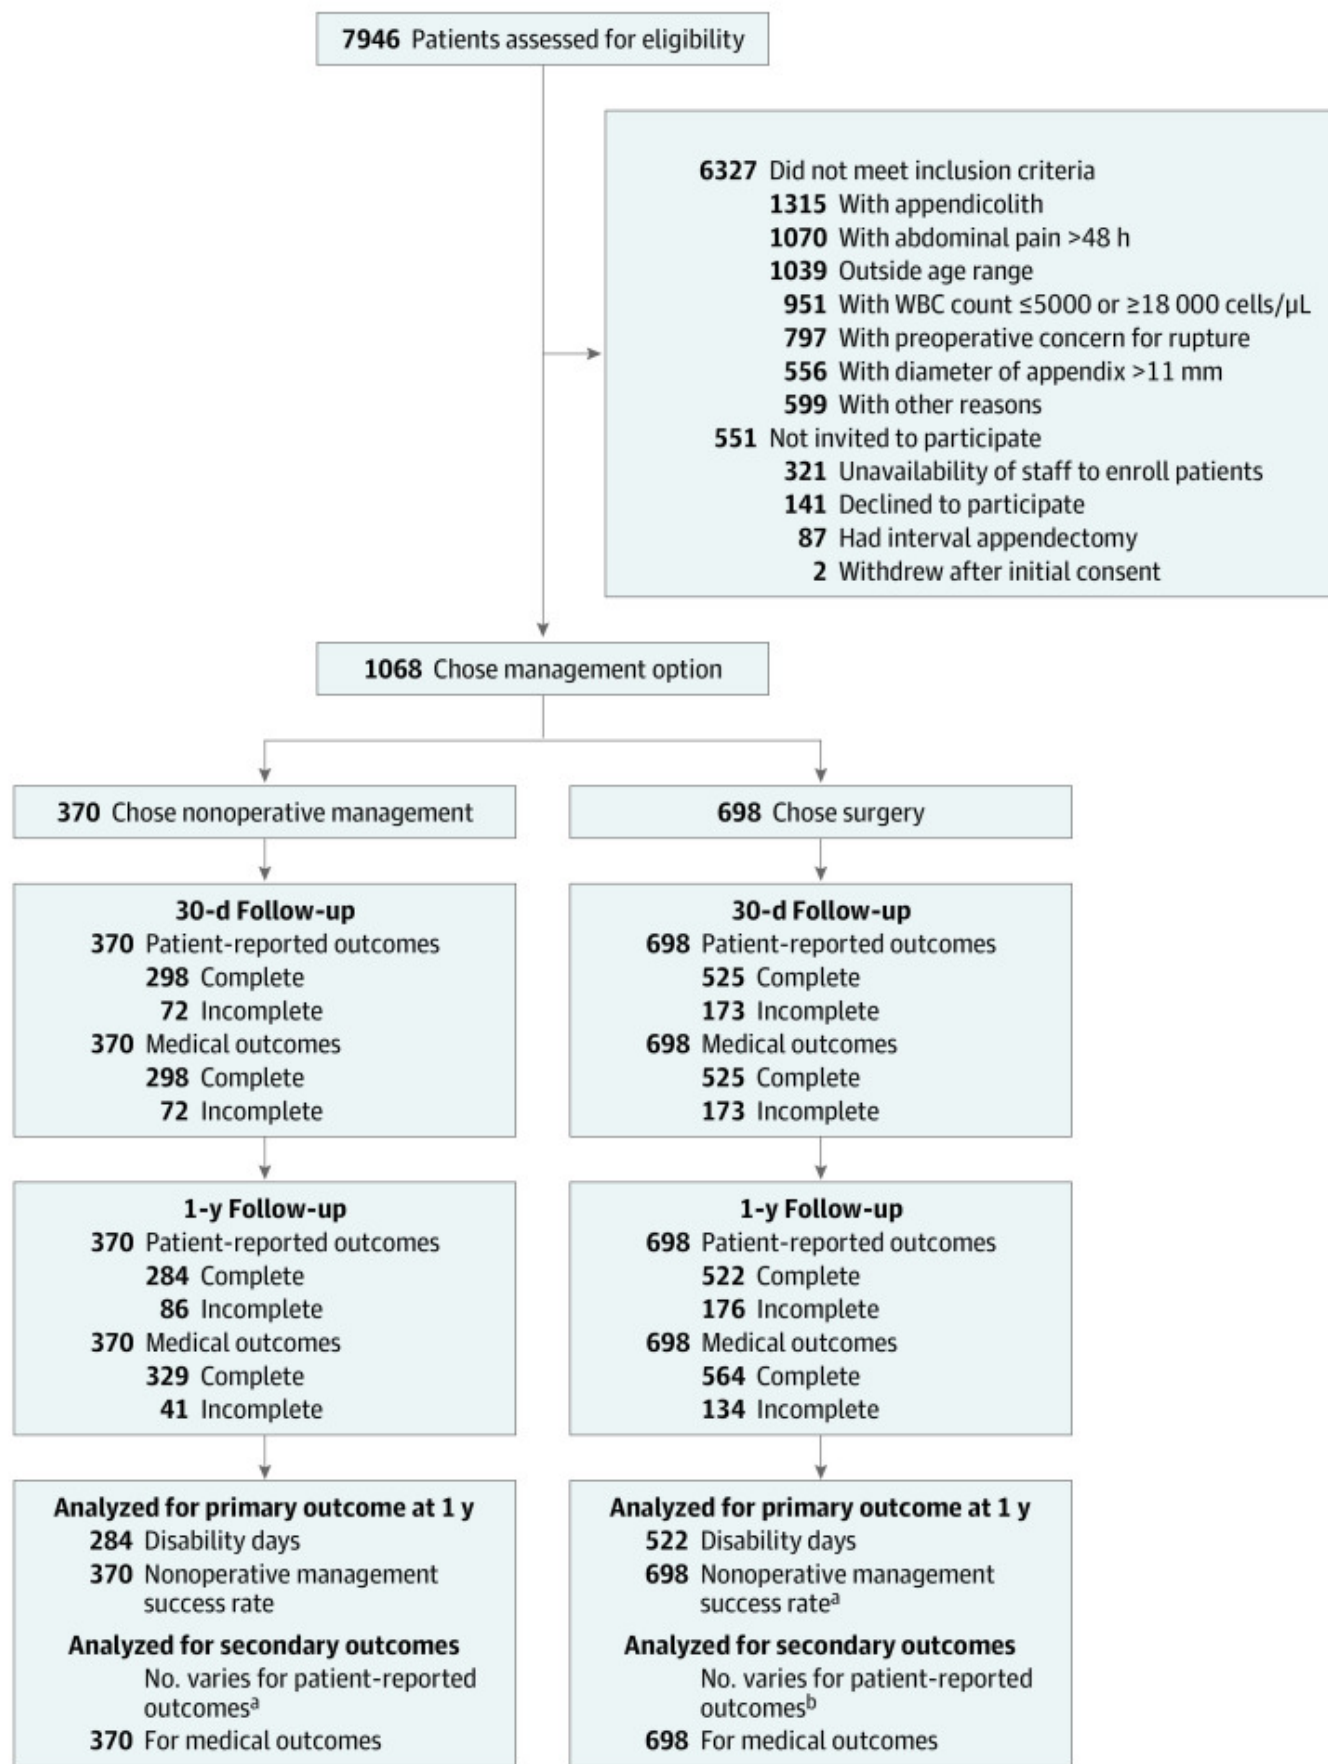 7946 Patients assessed for eligibility
6327 Did not meet inclusion criteria
1315 With appendicolith
1070 With abdominal pain >48 h
1039 Outside age range
951 With WBC count ≤5000 or ≥18 000 cells/μL
797 With preoperative concern for rupture
556 With diameter of appendix >11 mm
599 With other reasons
551 Not invited to participate
321 Unavailability of staff to enroll patients
141 Declined to participate
87 Had interval appendectomy
2 Withdrew after initial consent
1068 Chose management option
370 Chose nonoperative management
30-d Follow-up
370 Patient-reported outcomes
298 Complete
72 Incomplete
370 Medical outcomes
298 Complete
72 Incomplete
1-y Follow-up
370 Patient-reported outcomes
284 Complete
86 Incomplete
370 Medical outcomes
329 Complete
41 Incomplete
Analyzed for primary outcome at 1 y
284 Disability days
370 Nonoperative management
success rate
Analyzed for secondary outcomes
No. varies for patient-reported
outcomesᵃ
370 For medical outcomes
698 Chose surgery
30-d Follow-up
698 Patient-reported outcomes
525 Complete
173 Incomplete
698 Medical outcomes
525 Complete
173 Incomplete
1-y Follow-up
698 Patient-reported outcomes
522 Complete
176 Incomplete
698 Medical outcomes
564 Complete
134 Incomplete
Analyzed for primary outcome at 1 y
522 Disability days
698 Nonoperative management
success rateᵃ
Analyzed for secondary outcomes
No. varies for patient-reported
outcomesᵇ
698 For medical outcomes